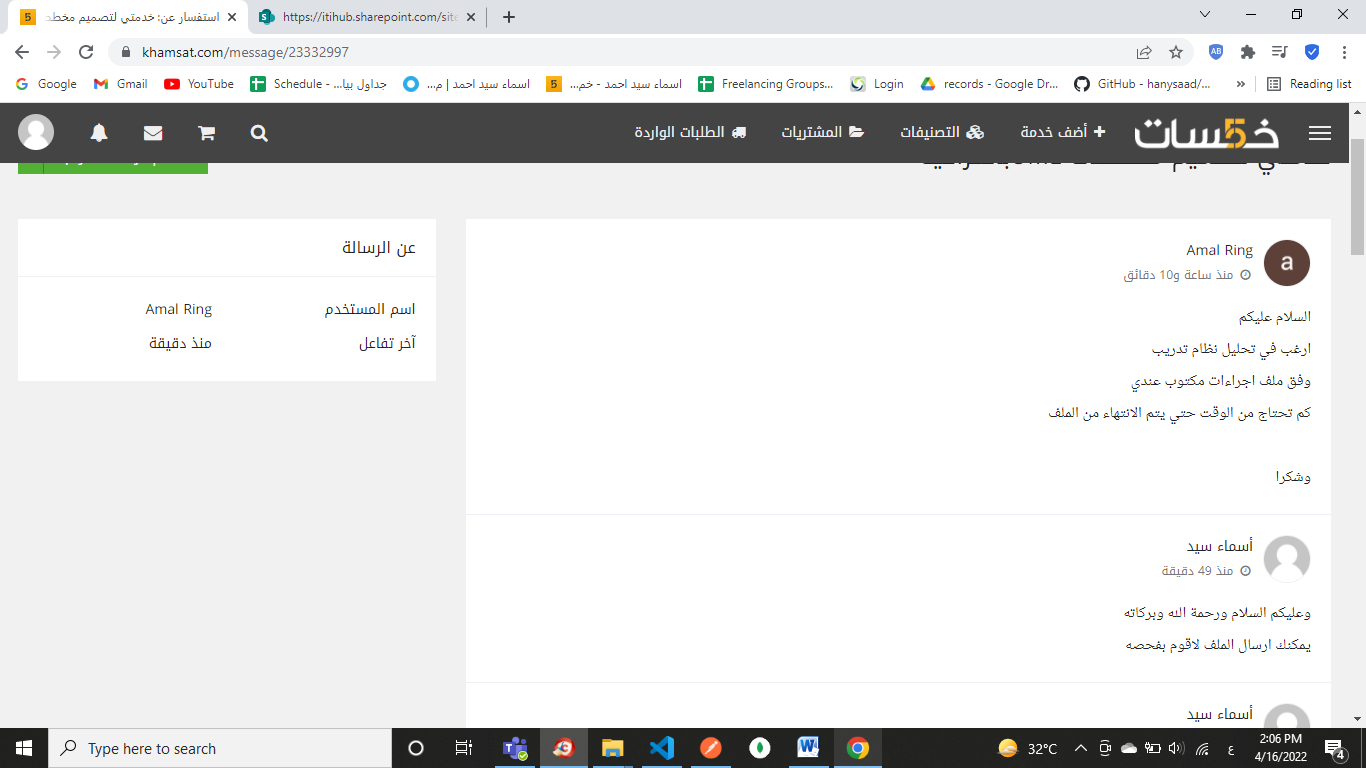 استفسار عن: خدمتي لتصميم مخطط
https://itihub.sharepoint.com/site
khamsat.com/message/23332997
Google
Gmail
YouTube
Schedule - جداول بيا...
اسماء سيد احمد | م...
اسماء سيد احمد - خم...
Freelancing Groups...
Login
records - Google Dr...
GitHub - hanysaad/...
Reading list
خمسات
أضف خدمة
التصنيفات
المشتريات
الطلبات الواردة
Amal Ring
منذ ساعة و10 دقائق
السلام عليكم
ارغب في تحليل نظام تدريب
وفق ملف اجراءات مكتوب عندي
كم تحتاج من الوقت حتي يتم الانتهاء من الملف
وشكرا
أسماء سيد
منذ 49 دقيقة
وعليكم السلام ورحمة الله وبركاته
يمكنك ارسال الملف لاقوم بفحصه
أسماء سيد
عن الرسالة
اسم المستخدم
Amal Ring
آخر تفاعل
منذ دقيقة
Type here to search
32°C
ع
2:06 PM
4/16/2022
4